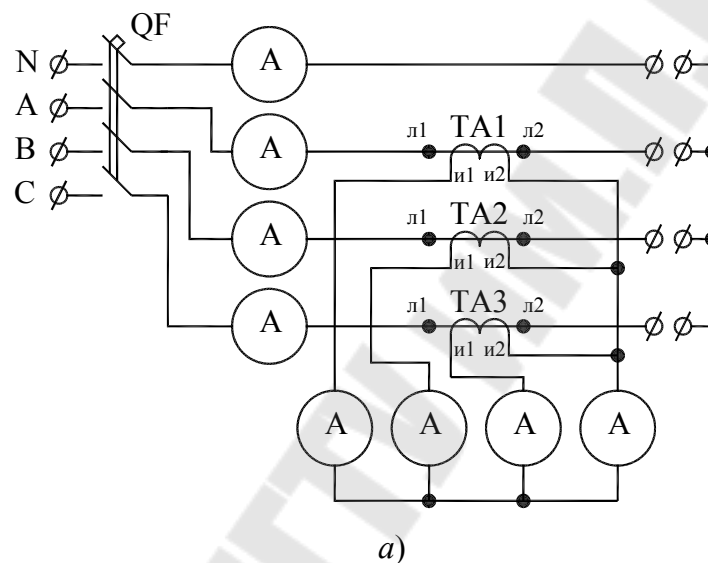 QF
N A
A
л1 TA1 л2
A
B и1 и2
C
л1 TA2 л2
A
и1 и2
л1 TA3 л2
A
и1 и2
A A A A
а)